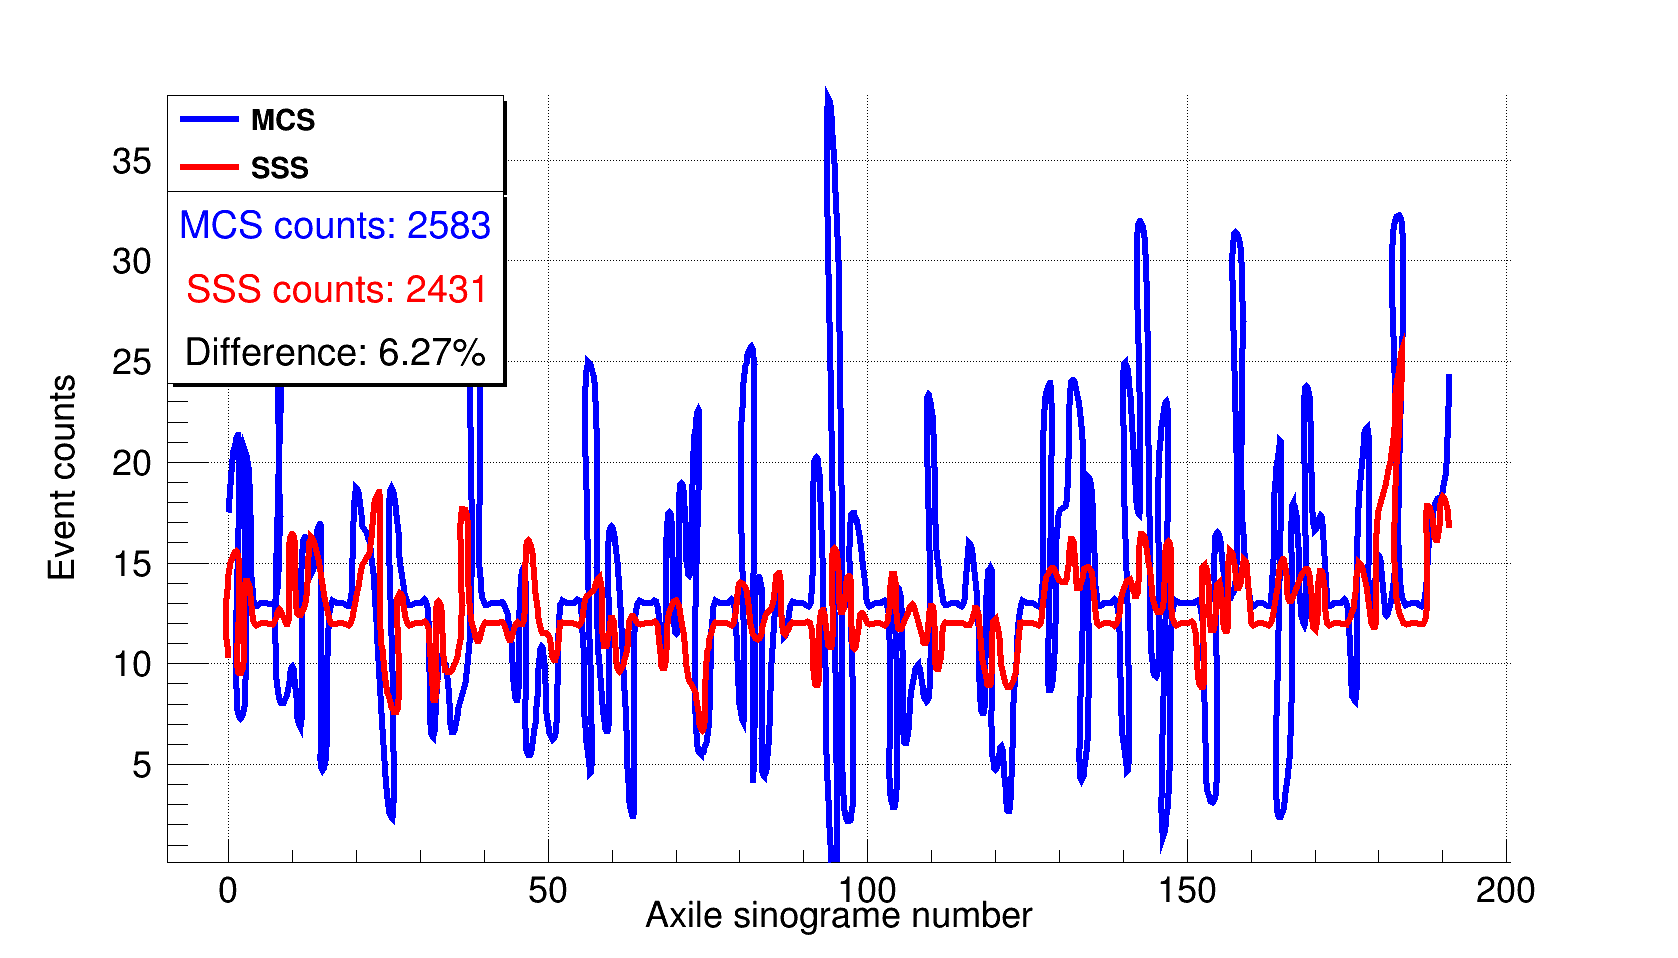 MCS
SSS
MCS counts: 2583
SSS counts: 2431
Difference: 6.27%
Event counts
35
30
25
20
15
10
5
0 50 100 150 200
Axile sinograme number